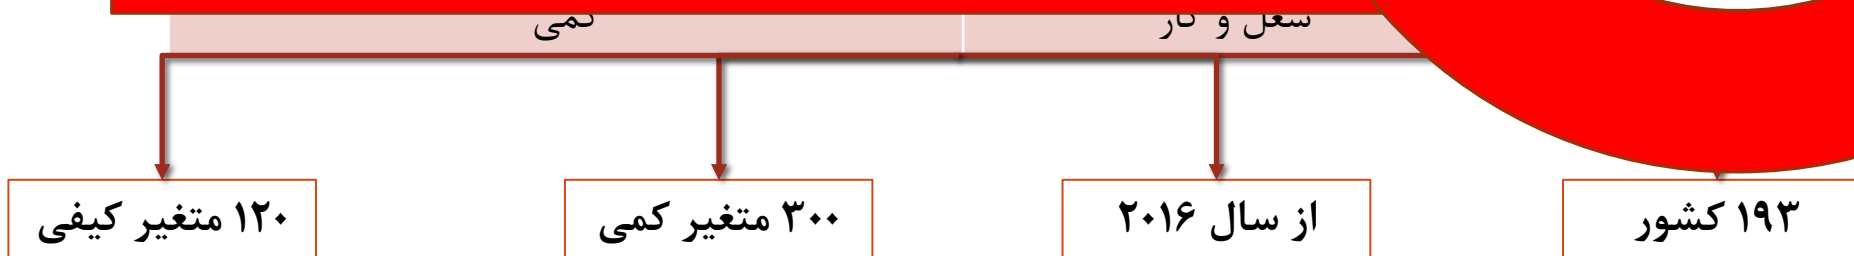 شغل و کار
کمی
۱۹۳ کشور
از سال ۲۰۱۶
۳۰۰ متغیر کمی
۱۲۰ متغیر کیفی